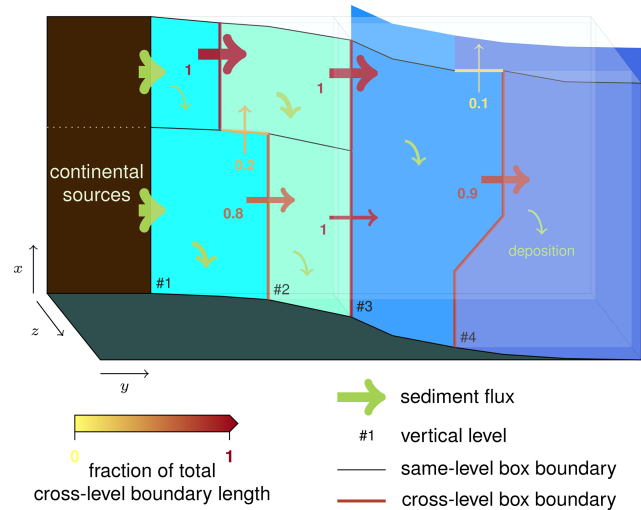 1
1
0.1
0.2
continental
sources
0.8
1
0.9
deposition
#1
#2
#3
#4
x
z
y
sediment flux
#1 vertical level
same-level box boundary
cross-level box boundary
0
1
fraction of total
cross-level boundary length